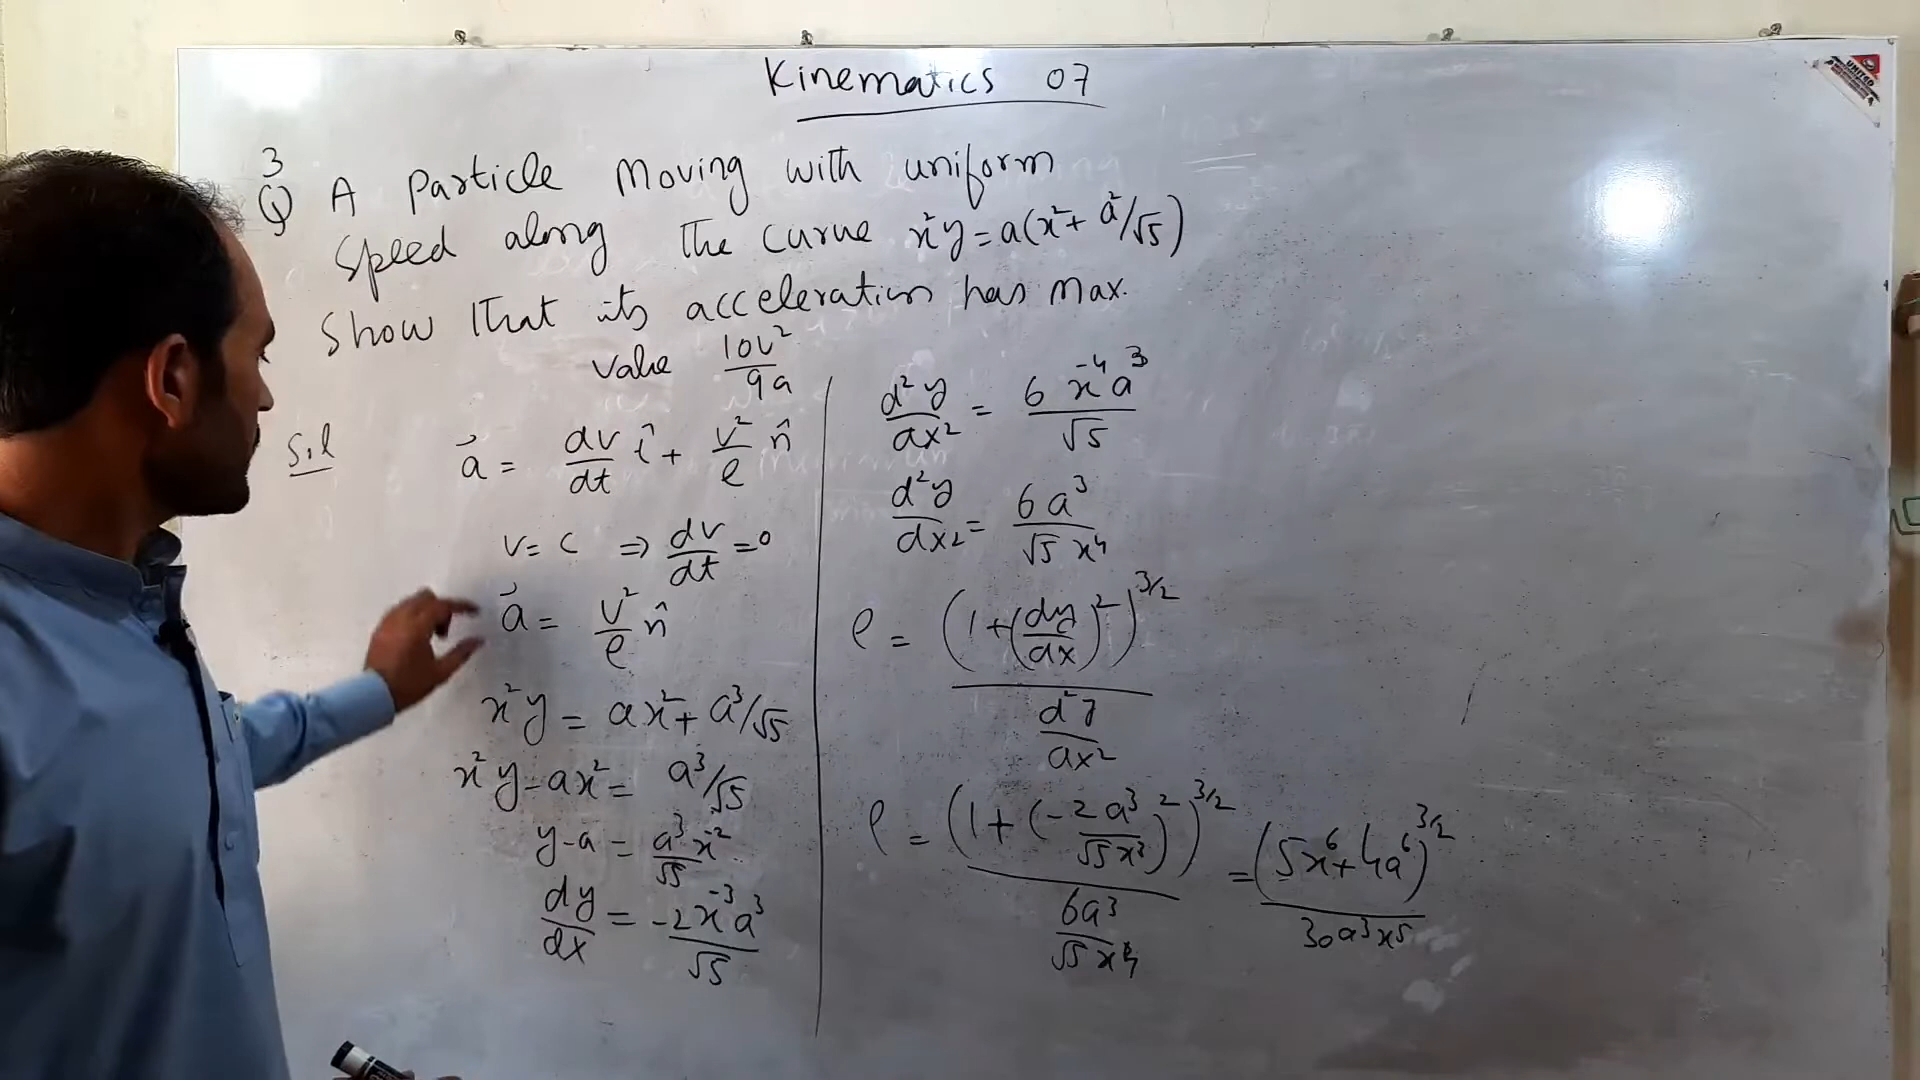 Kinematics 07
3
Q A Particle Moving with uniform
Speed along the curve x²y = a(x² + a²/√5)
Show that its acceleration has max.
value 10v²/9a
Sol
a⃗ = dv/dt t̂ + v²/ρ n̂
v = c ⇒ dv/dt = 0
a⃗ = v²/ρ n̂
x²y = ax² + a³/√5
x²y - ax² = a³/√5
y - a = a³/√5 x⁻²
dy/dx = -2x⁻³a³/√5
d²y/dx² = 6x⁻⁴a³/√5
d²y/dx² = 6a³/√5x⁴
ρ = (1 + (dy/dx)²)^3/2 / d²y/dx²
ρ = (1 + (-2a³/√5x³)²)^3/2 / 6a³/√5x⁴ = (5x⁶ + 4a⁶)^3/2 / 30a³x⁵
UNITED